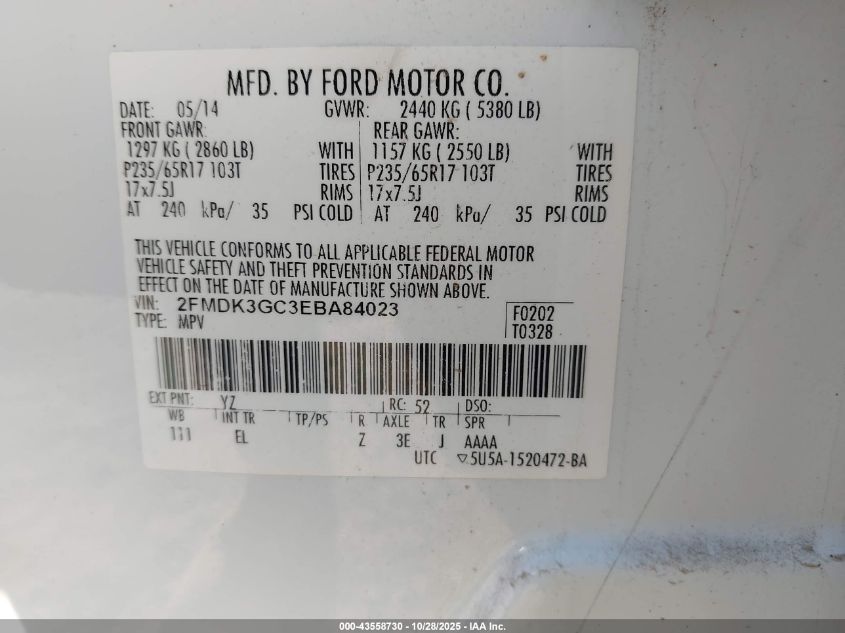 MFD. BY FORD MOTOR CO.
DATE: 05/14 GVWR: 2440 KG ( 5380 LB)
FRONT GAWR: REAR GAWR:
1297 KG ( 2860 LB) WITH 1157 KG ( 2550 LB) WITH
P235/65R17 103T TIRES P235/65R17 103T TIRES
17x7.5J RIMS 17x7.5J RIMS
AT 240 kPa/ 35 PSI COLD AT 240 kPa/ 35 PSI COLD
THIS VEHICLE CONFORMS TO ALL APPLICABLE FEDERAL MOTOR
VEHICLE SAFETY AND THEFT PREVENTION STANDARDS IN
EFFECT ON THE DATE OF MANUFACTURE SHOWN ABOVE.
VIN: 2FMDK3GC3EBA84023 F0202
TYPE: MPV T0328
EXT PNT: YZ RC: 52 DSO:
WB INT TR TP/PS R AXLE TR SPR
111 EL Z 3E J AAAA
UTC ▽5U5A-1520472-BA
000-43558730 - 10/28/2025 - © IAA, Inc.